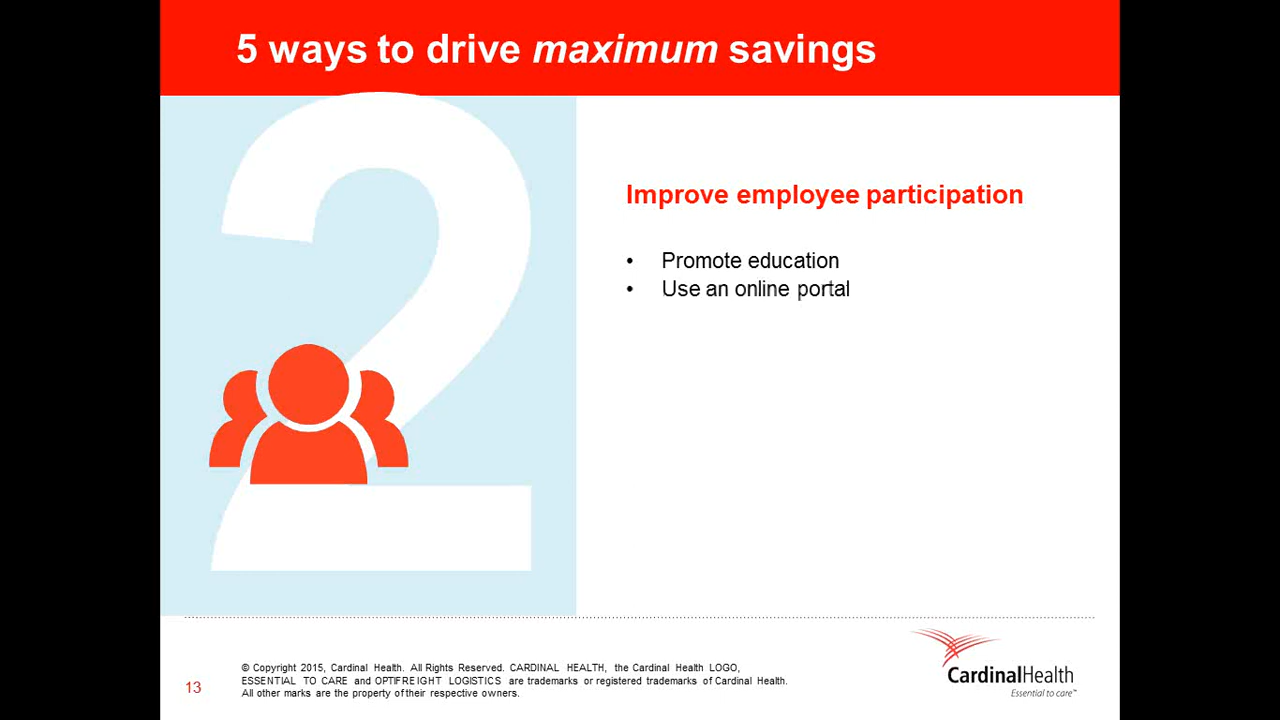 5 ways to drive maximum savings
2
Improve employee participation
• Promote education
• Use an online portal
13
© Copyright 2015, Cardinal Health. All Rights Reserved. CARDINAL HEALTH, the Cardinal Health LOGO,
ESSENTIAL TO CARE and OPTIFREIGHT LOGISTICS are trademarks or registered trademarks of Cardinal Health.
All other marks are the property of their respective owners.
CardinalHealth
Essential to care™